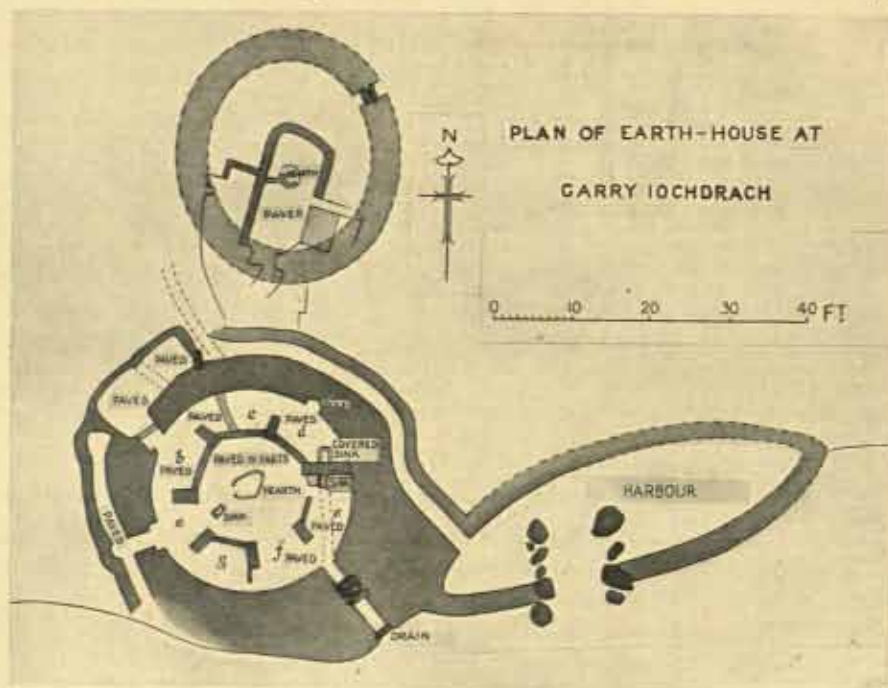 PLAN OF EARTH-HOUSE AT
GARRY IOCHDRACH
N
0 10 20 30 40 FT
HEARTH
PAVED
PAVED
PAVED
PAVED
c
PAVED
d
COVERED
SINK
b
PAVED
PAVED IN PARTS
HEARTH
HARBOUR
PAVED
PAVED
e
f
PAVED
g
DRAIN